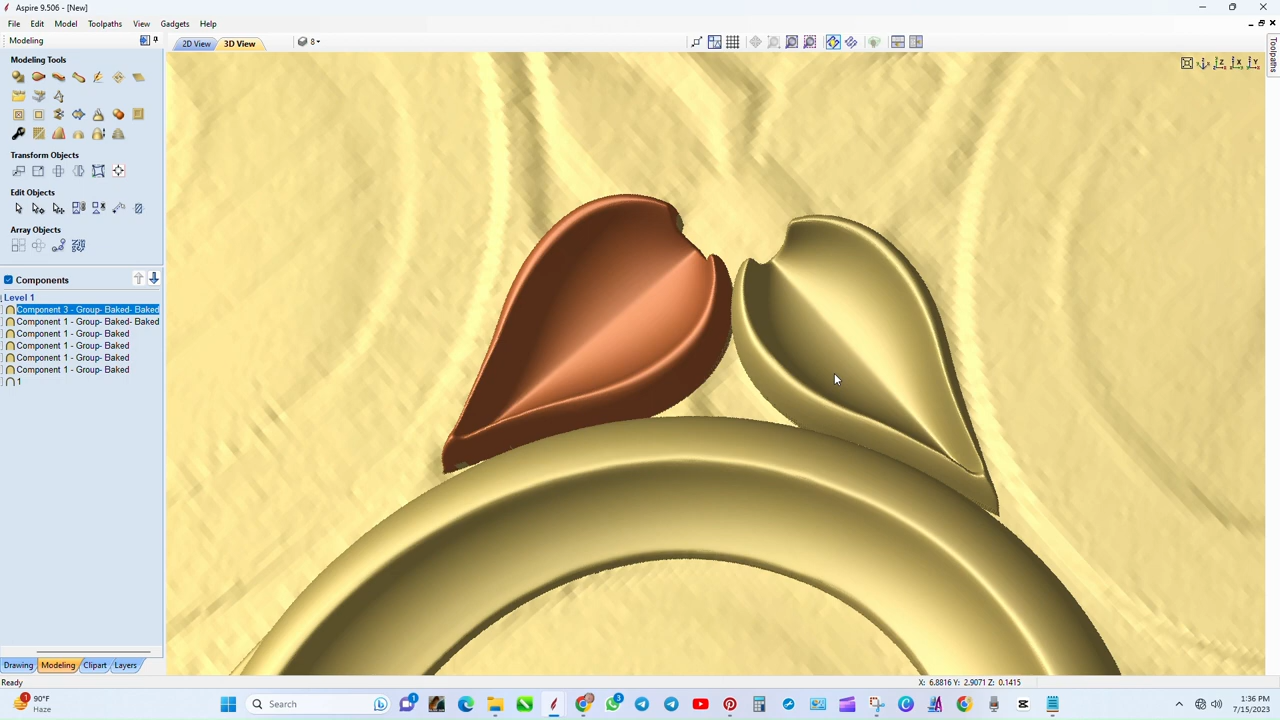 Aspire 9.506 - [New]
File Edit Model Toolpaths View Gadgets Help
Modeling
2D View 3D View 8
Toolpaths
Modeling Tools
Transform Objects
Edit Objects
Array Objects
Components
Level 1
Component 3 - Group- Baked- Baked
Component 1 - Group- Baked- Baked
Component 1 - Group- Baked
Component 1 - Group- Baked
Component 1 - Group- Baked
Component 1 - Group- Baked
1
Drawing Modeling Clipart Layers
Ready
X: 6.8816 Y: 2.9071 Z: 0.1415
90°F
Haze
Search
1:36 PM
7/15/2023